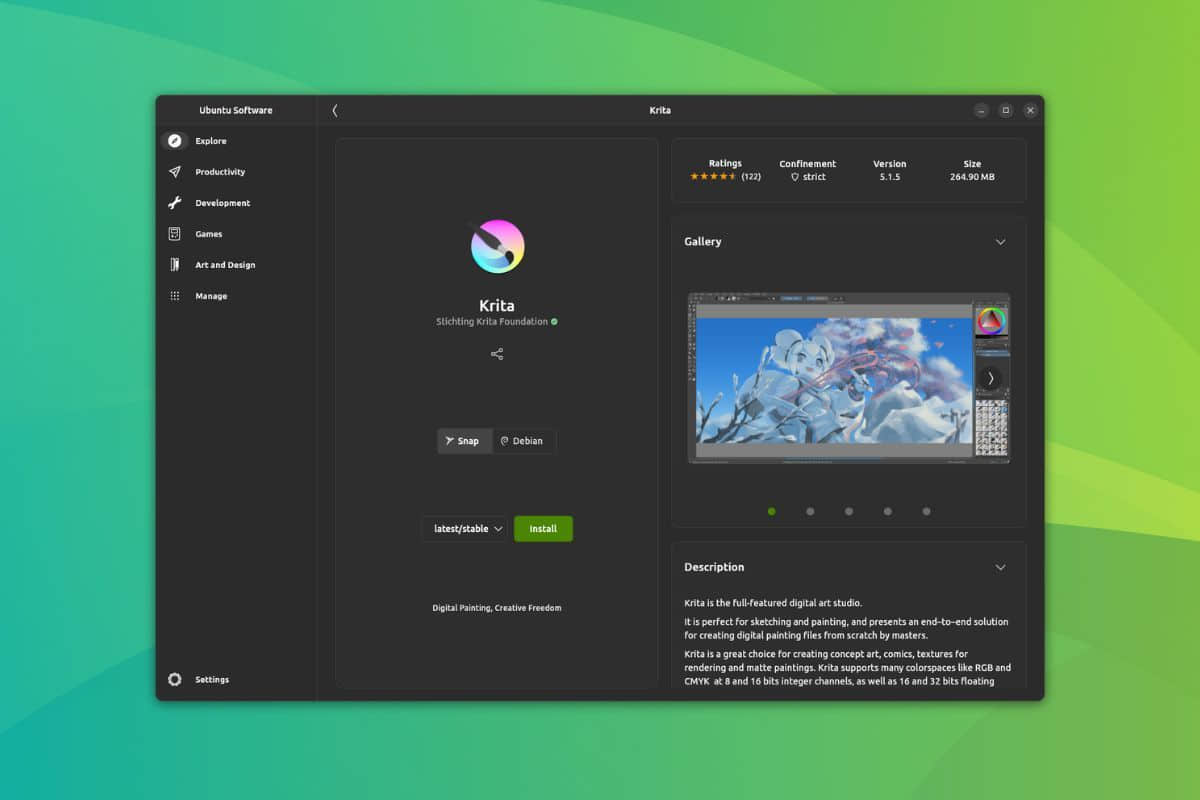 Ubuntu Software
Krita
Explore
Productivity
Development
Games
Art and Design
Manage
Settings
Krita
Stichting Krita Foundation
Snap
Debian
latest/stable
Install
Digital Painting, Creative Freedom
Ratings
(122)
Confinement
strict
Version
5.1.5
Size
264.90 MB
Gallery
Description
Krita is the full-featured digital art studio.
It is perfect for sketching and painting, and presents an end–to–end solution
for creating digital painting files from scratch by masters.
Krita is a great choice for creating concept art, comics, textures for
rendering and matte paintings. Krita supports many colorspaces like RGB and
CMYK at 8 and 16 bits integer channels, as well as 16 and 32 bits floating